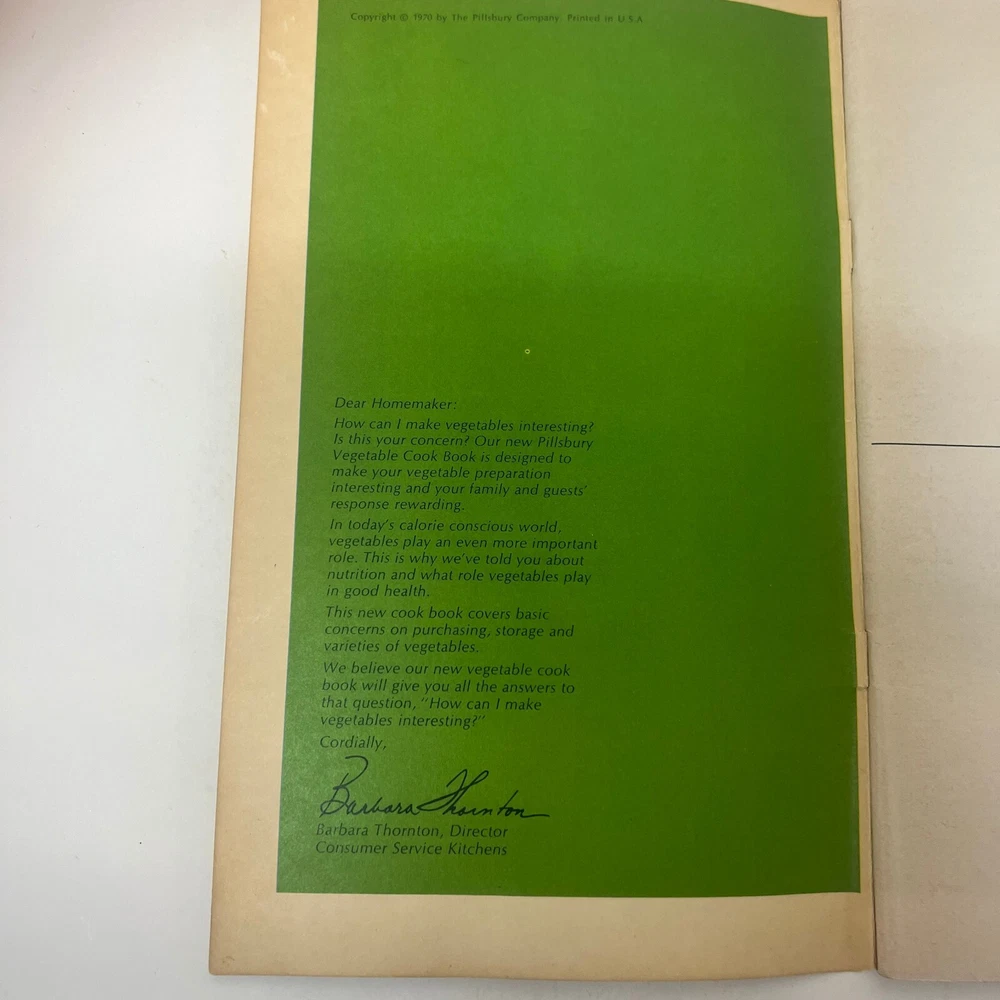 Copyright © 1970 by The Pillsbury Company. Printed in U.S.A.
Dear Homemaker:
How can I make vegetables interesting?
Is this your concern? Our new Pillsbury
Vegetable Cook Book is designed to
make your vegetable preparation
interesting and your family and guests'
response rewarding.
In today's calorie conscious world,
vegetables play an even more important
role. This is why we've told you about
nutrition and what role vegetables play
in good health.
This new cook book covers basic
concerns on purchasing, storage and
varieties of vegetables.
We believe our new vegetable cook
book will give you all the answers to
that question, "How can I make
vegetables interesting?"
Cordially,
Barbara Thornton
Barbara Thornton, Director
Consumer Service Kitchens